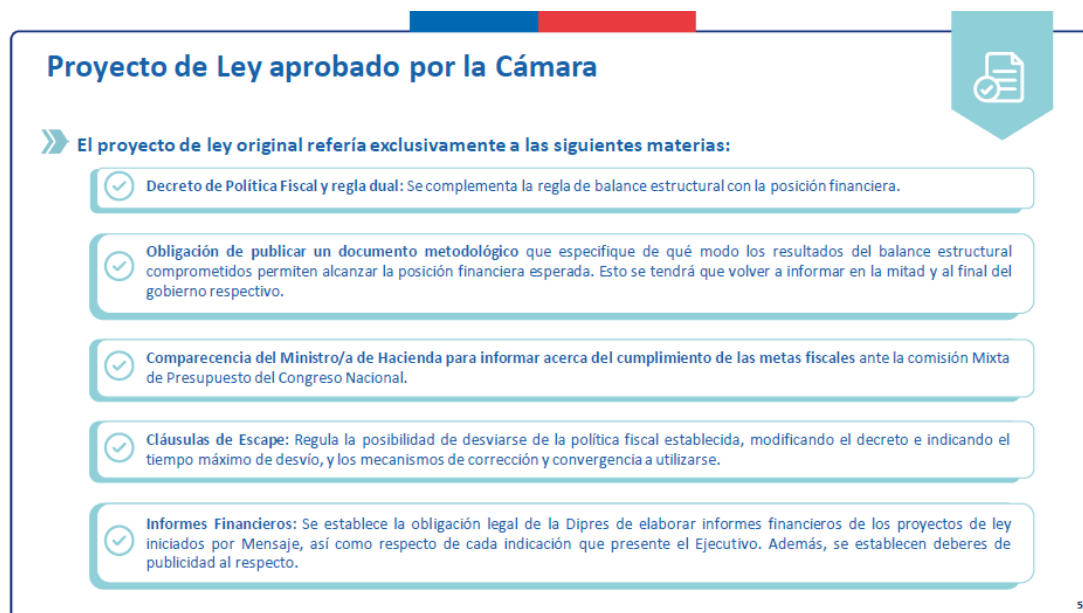 Proyecto de Ley aprobado por la Cámara
El proyecto de ley original refería exclusivamente a las siguientes materias:
Decreto de Política Fiscal y regla dual: Se complementa la regla de balance estructural con la posición financiera.
Obligación de publicar un documento metodológico que especifique de qué modo los resultados del balance estructural
comprometidos permiten alcanzar la posición financiera esperada. Esto se tendrá que volver a informar en la mitad y al final del
gobierno respectivo.
Comparecencia del Ministro/a de Hacienda para informar acerca del cumplimiento de las metas fiscales ante la comisión Mixta
de Presupuesto del Congreso Nacional.
Cláusulas de Escape: Regula la posibilidad de desviarse de la política fiscal establecida, modificando el decreto e indicando el
tiempo máximo de desvío, y los mecanismos de corrección y convergencia a utilizarse.
Informes Financieros: Se establece la obligación legal de la Dipres de elaborar informes financieros de los proyectos de ley
iniciados por Mensaje, así como respecto de cada indicación que presente el Ejecutivo. Además, se establecen deberes de
publicidad al respecto.
5